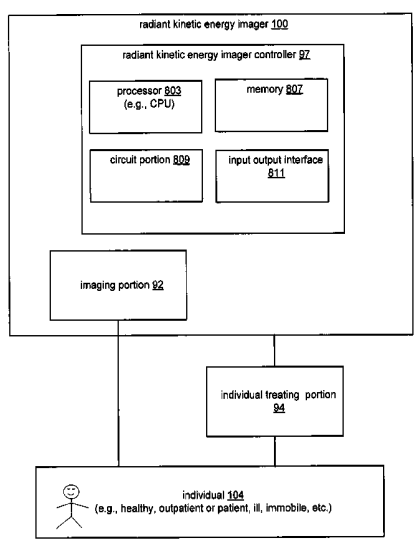 radiant kinetic energy imager 100
radiant kinetic energy imager controller 97
processor 803
(e.g., CPU)
memory 807
circuit portion 809
input output interface
811
imaging portion 92
individual treating portion
94
individual 104
(e.g., healthy, outpatient or patient, ill, immobile, etc.)